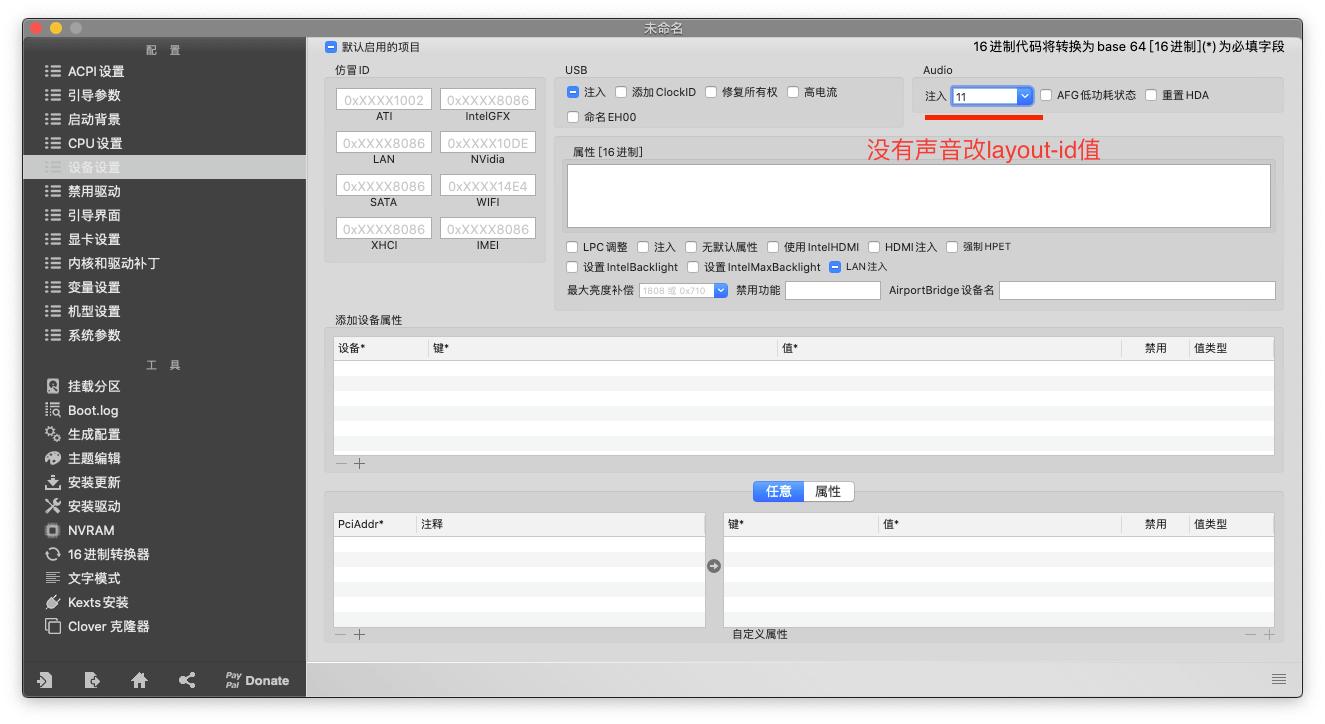 未命名
配 置
ACPI 设置
引导参数
启动背景
CPU 设置
设备设置
禁用驱动
引导界面
显卡设置
内核和驱动补丁
变量设置
机型设置
系统参数
工 具
挂载分区
Boot.log
生成配置
主题编辑
安装更新
安装驱动
NVRAM
16 进制转换器
文字模式
Kexts 安装
Clover 克隆器
Pay Pal Donate
默认启用的项目
16 进制代码将转换为 base 64 [16 进制](*) 为必填字段
仿冒 ID
0xXXXX1002 0xXXXX8086
ATI IntelGFX
0xXXXX8086 0xXXXX10DE
LAN NVidia
0xXXXX8086 0xXXXX14E4
SATA WIFI
0xXXXX8086 0xXXXX8086
XHCI IMEI
USB
注入 添加 ClockID 修复所有权 高电流
命名 EH00
Audio
注入 11 AFG 低功耗状态 重置 HDA
没有声音改layout-id值
属性 [16 进制]
LPC 调整 注入 无默认属性 使用 IntelHDMI HDMI 注入 强制 HPET
设置 IntelBacklight 设置 IntelMaxBacklight LAN 注入
最大亮度补偿 1808 或 0x710 禁用功能 AirportBridge 设备名
添加设备属性
设备* 键* 值* 禁用 值类型
任意 属性
PciAddr* 注释
键* 值* 禁用 值类型
自定义属性